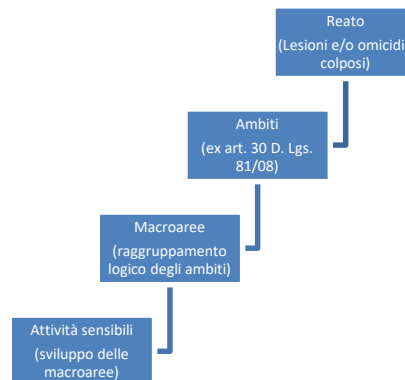 Reato
(Lesioni e/o omicidi
colposi)
Ambiti
(ex art. 30 D. Lgs.
81/08)
Macroaree
(raggruppamento
logico degli ambiti)
Attività sensibili
(sviluppo delle
macroaree)